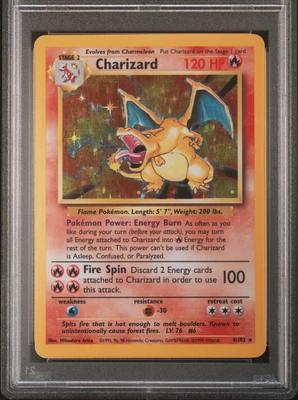 Evolves from Charmeleon Put Charizard on the Stage 1 card
STAGE 2
Charizard 120 HP
Flame Pokémon. Length: 5' 7", Weight: 200 lbs.
Pokémon Power: Energy Burn As often as you
like during your turn (before your attack), you may turn
all Energy attached to Charizard into Energy for the
rest of the turn. This power can't be used if Charizard
is Asleep, Confused, or Paralyzed.
Fire Spin Discard 2 Energy cards
attached to Charizard in order to use
this attack.
100
weakness resistance retreat cost
-30
Spits fire that is hot enough to melt boulders. Known to
unintentionally cause forest fires. LV. 76 #6
Illus. Mitsuhiro Arita
4/102